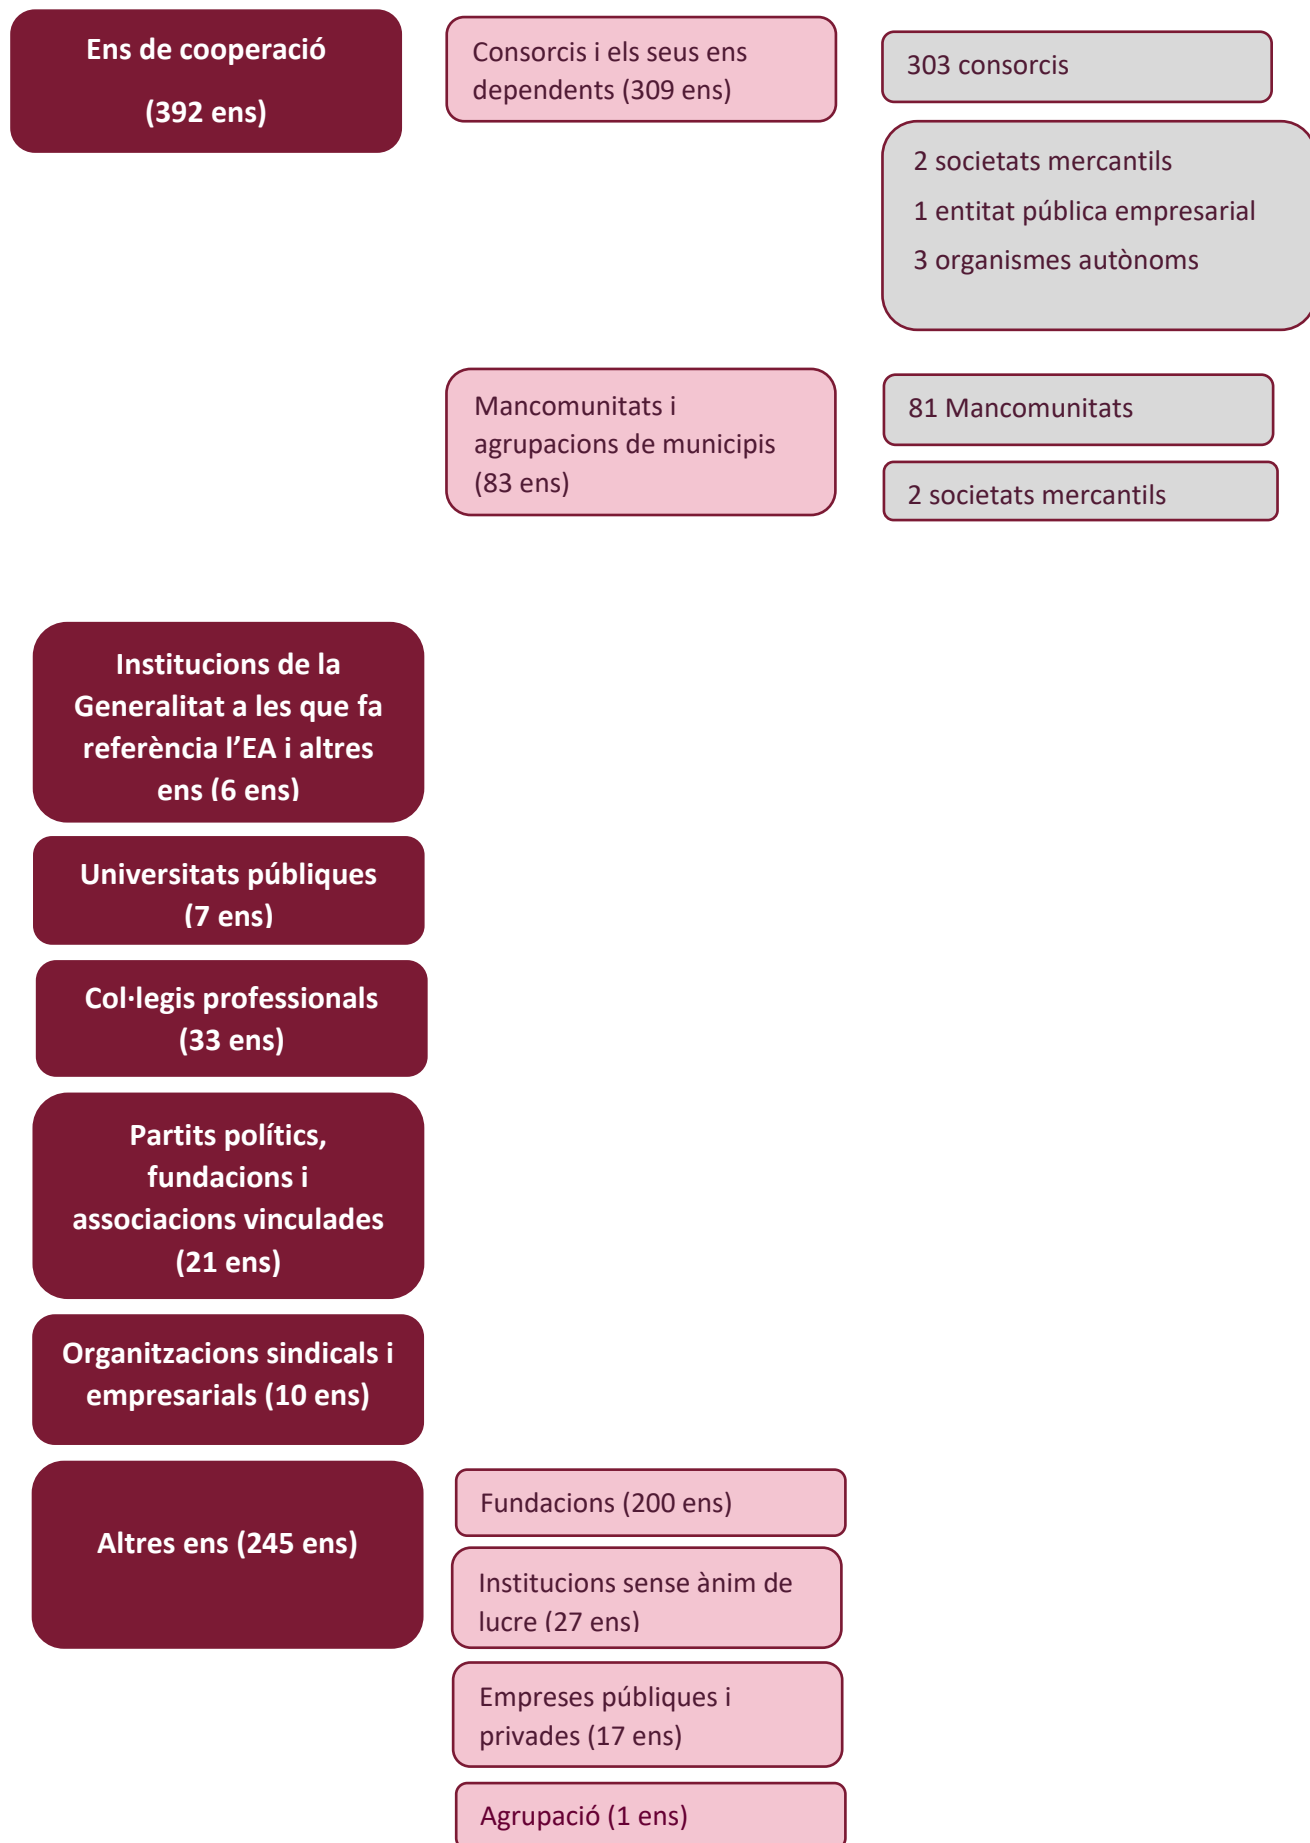 Ens de cooperació
(392 ens)
Consorcis i els seus ens
dependents (309 ens)
303 consorcis
2 societats mercantils
1 entitat pública empresarial
3 organismes autònoms
Mancomunitats i
agrupacions de municipis
(83 ens)
81 Mancomunitats
2 societats mercantils
Institucions de la
Generalitat a les que fa
referència l’EA i altres
ens (6 ens)
Universitats públiques
(7 ens)
Col·legis professionals
(33 ens)
Partits polítics,
fundacions i
associacions vinculades
(21 ens)
Organitzacions sindicals i
empresarials (10 ens)
Altres ens (245 ens)
Fundacions (200 ens)
Institucions sense ànim de
lucre (27 ens)
Empreses públiques i
privades (17 ens)
Agrupació (1 ens)